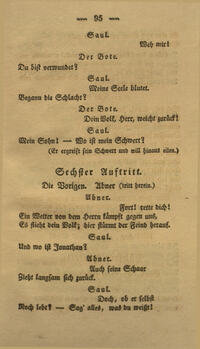 — 95 —
Saul.
Weh mir!
Der Bote.
Du bist verwundet?
Saul.
Meine Seele blutet.
Begann die Schlacht?
Der Bote.
Dein Volk, Herr, weicht zurück!
Saul.
Mein Sohn! — Wo ist mein Schwert?
(Er ergreift sein Schwert und will hinaus eilen.)
Sechster Auftritt.
Die Vorigen. Abner (tritt herein.)
Abner.
Fort! rette dich!
Ein Wetter von dem Herrn kämpft gegen uns,
Es flieht dein Volk; hier stürmt der Feind herauf.
Saul.
Und wo ist Jonathan?
Abner.
Auch seine Schaar
Zieht langsam sich zurück.
Saul.
Doch, ob er selbst
Noch lebt? — Sag' alles, was du weißt!